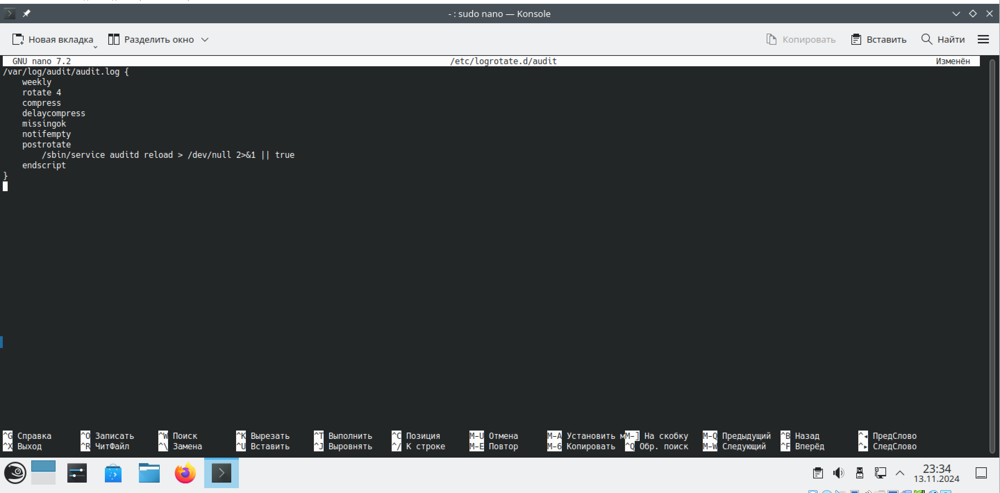 - : sudo nano — Konsole
Новая вкладка Разделить окно Копировать Вставить Найти
GNU nano 7.2 /etc/logrotate.d/audit Изменён
/var/log/audit/audit.log {
    weekly
    rotate 4
    compress
    delaycompress
    missingok
    notifempty
    postrotate
        /sbin/service auditd reload > /dev/null 2>&1 || true
    endscript
}
^G Справка ^O Записать ^W Поиск ^K Вырезать ^T Выполнить ^C Позиция M-U Отмена M-A Установить мM-] На скобку M-Q Предыдущий ^B Назад ^◂ ПредСлово
^X Выход ^R ЧитФайл ^\ Замена ^U Вставить ^J Выровнять ^/ К строке M-E Повтор M-6 Копировать ^Q Обр. поиск M-W Следующий ^F Вперёд ^▸ СледСлово
23:34
13.11.2024